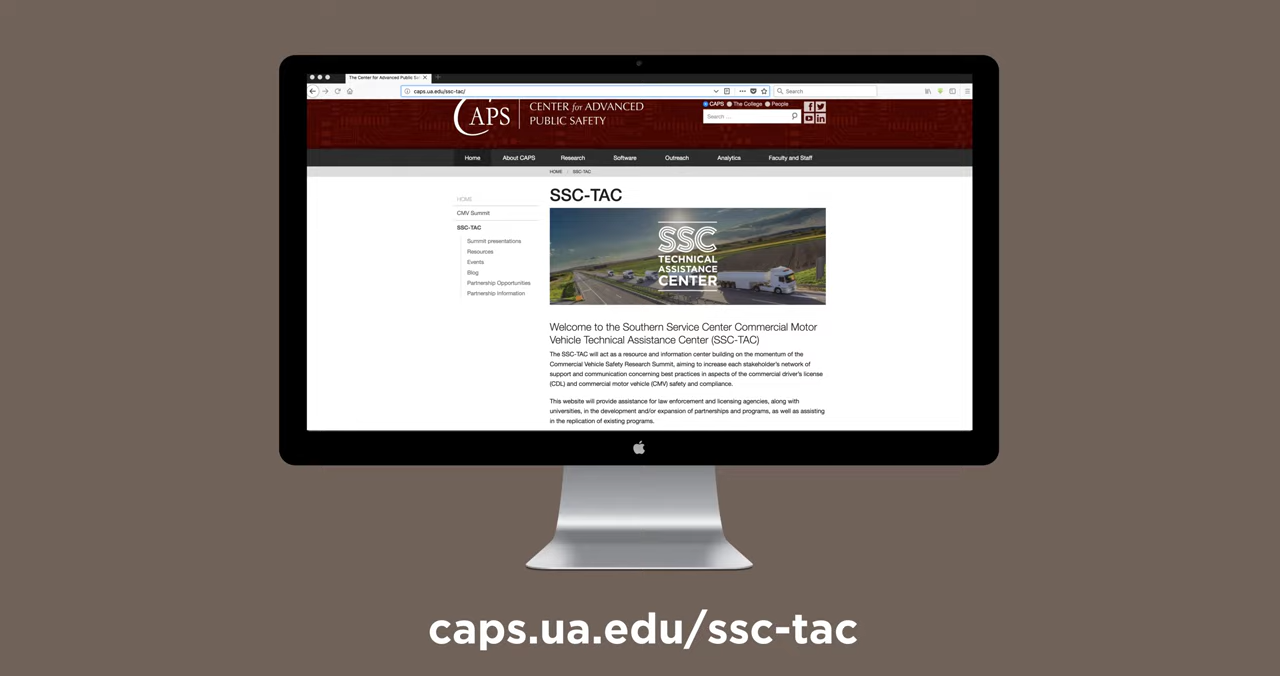 The Center for Advanced Public Sa
caps.ua.edu/ssc-tac/
Search
CAPS
CENTER for ADVANCED
PUBLIC SAFETY
CAPS The College People
Search ...
Home About CAPS Research Software Outreach Analytics Faculty and Staff
HOME / SSC-TAC
HOME
CMV Summit
SSC-TAC
Summit presentations
Resources
Events
Blog
Partnership Opportunities
Partnership Information
SSC-TAC
SSC
TECHNICAL
ASSISTANCE
CENTER
Welcome to the Southern Service Center Commercial Motor
Vehicle Technical Assistance Center (SSC-TAC)
The SSC-TAC will act as a resource and information center building on the momentum of the
Commercial Vehicle Safety Research Summit, aiming to increase each stakeholder's network of
support and communication concerning best practices in aspects of the commercial driver's license
(CDL) and commercial motor vehicle (CMV) safety and compliance.
This website will provide assistance for law enforcement and licensing agencies, along with
universities, in the development and/or expansion of partnerships and programs, as well as assisting
in the replication of existing programs.
caps.ua.edu/ssc-tac